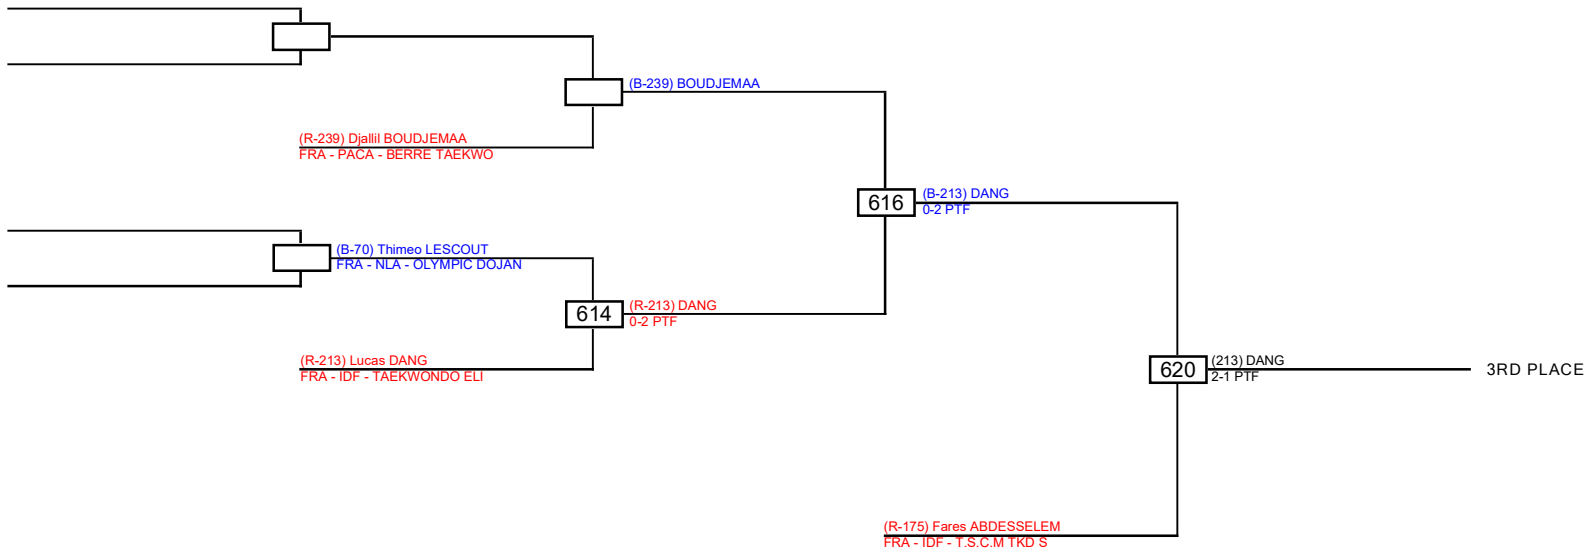 (B-239) BOUDJEMAA
(R-239) Djallil BOUDJEMAA
FRA - PACA - BERRE TAEKWO
616
(B-213) DANG
0-2 PTF
(B-70) Thimeo LESCOUT
FRA - NLA - OLYMPIC DOJAN
614
(R-213) DANG
0-2 PTF
(R-213) Lucas DANG
FRA - IDF - TAEKWONDO ELI
620
(213) DANG
2-1 PTF
3RD PLACE
(R-175) Fares ABDESSELEM
FRA - IDF - T.S.C.M TKD S